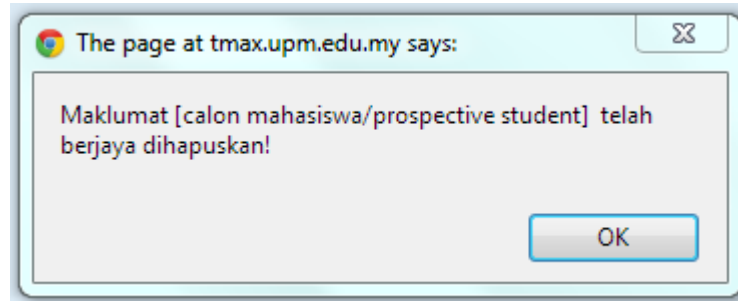 The page at tmax.upm.edu.my says:
Maklumat [calon mahasiswa/prospective student] telah
berjaya dihapuskan!
OK